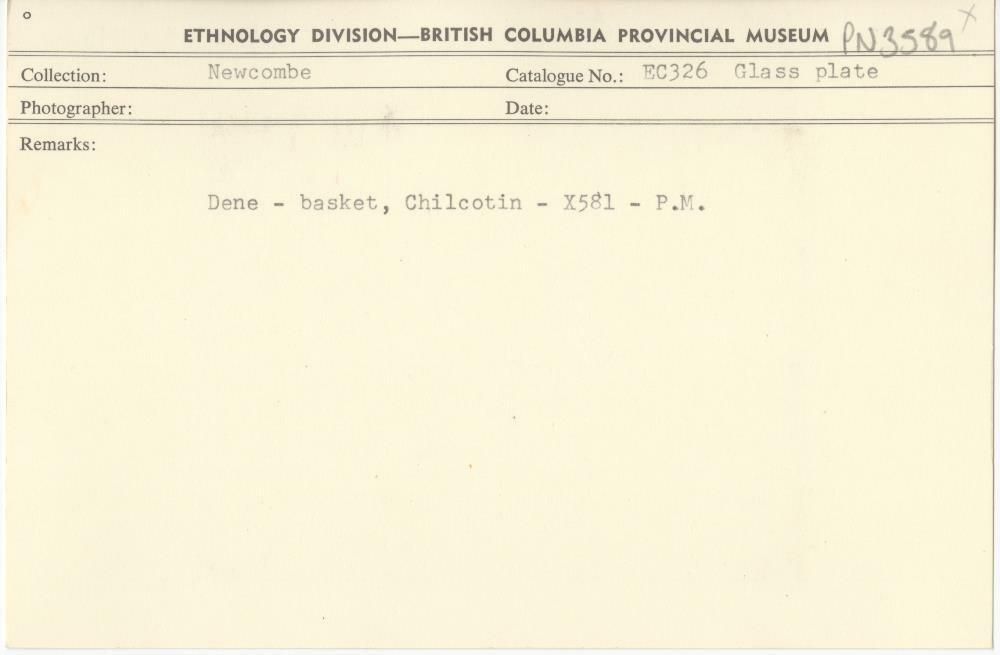 ETHNOLOGY DIVISION—BRITISH COLUMBIA PROVINCIAL MUSEUM PN3589 X
Collection: Newcombe Catalogue No.: EC326 Glass plate
Photographer: Date:
Remarks:
Dene - basket, Chilcotin - X581 - P.M.